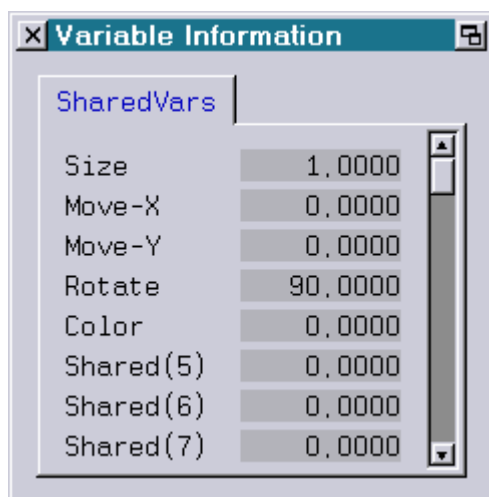 Variable Information
SharedVars
Size 1.0000
Move-X 0.0000
Move-Y 0.0000
Rotate 90.0000
Color 0.0000
Shared(5) 0.0000
Shared(6) 0.0000
Shared(7) 0.0000